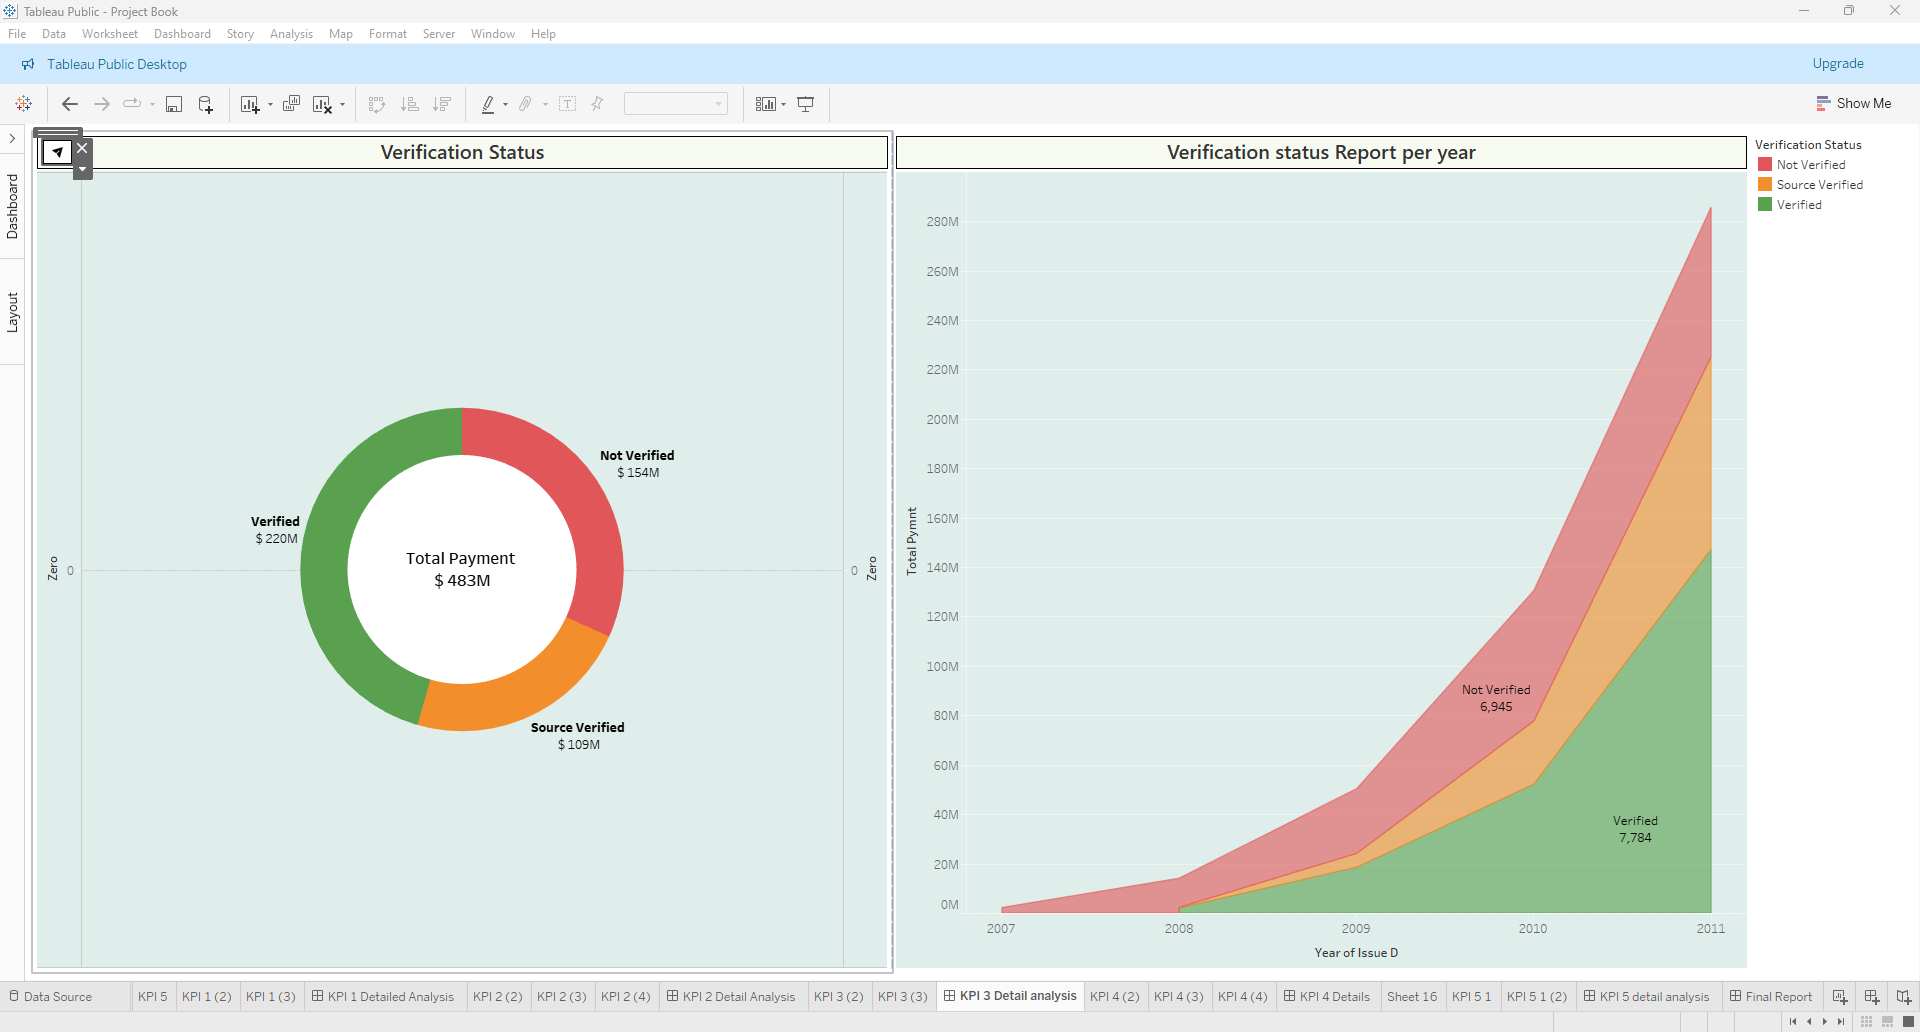 Tableau Public - Project Book
File Data Worksheet Dashboard Story Analysis Map Format Server Window Help
Tableau Public Desktop Upgrade
Show Me
Dashboard
Layout
Verification Status
Zero
0
Not Verified
$ 154M
Verified
$ 220M
Total Payment
$ 483M
Source Verified
$ 109M
0
Zero
Verification status Report per year
Total Pymnt
280M
260M
240M
220M
200M
180M
160M
140M
120M
100M
80M
60M
40M
20M
0M
Not Verified
6,945
Verified
7,784
2007 2008 2009 2010 2011
Year of Issue D
Verification Status
Not Verified
Source Verified
Verified
Data Source KPI 5 KPI 1 (2) KPI 1 (3) KPI 1 Detailed Analysis KPI 2 (2) KPI 2 (3) KPI 2 (4) KPI 2 Detail Analysis KPI 3 (2) KPI 3 (3) KPI 3 Detail analysis KPI 4 (2) KPI 4 (3) KPI 4 (4) KPI 4 Details Sheet 16 KPI 5 1 KPI 5 1 (2) KPI 5 detail analysis Final Report